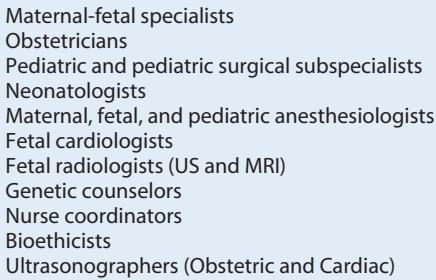 Maternal-fetal specialists
Obstetricians
Pediatric and pediatric surgical subspecialists
Neonatologists
Maternal, fetal, and pediatric anesthesiologists
Fetal cardiologists
Fetal radiologists (US and MRI)
Genetic counselors
Nurse coordinators
Bioethicists
Ultrasonographers (Obstetric and Cardiac)